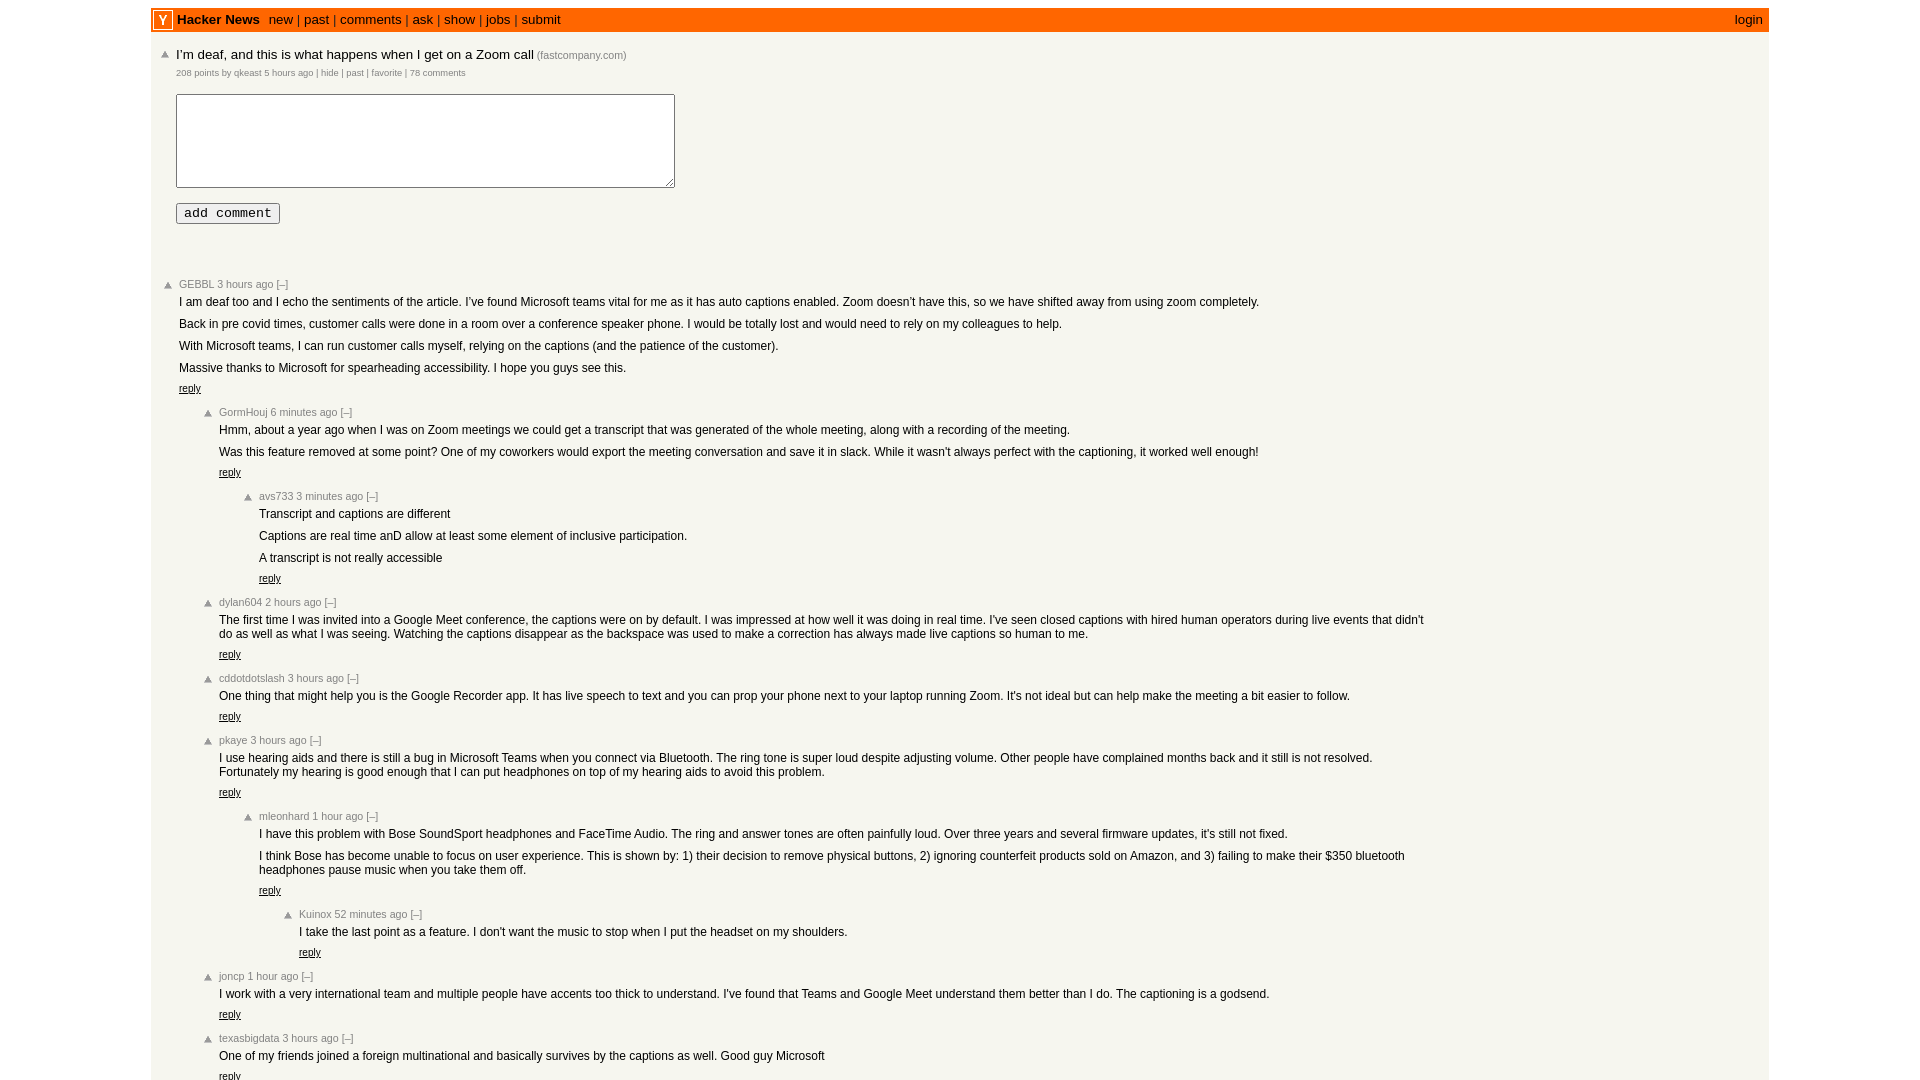 Y Hacker News new | past | comments | ask | show | jobs | submit login
I’m deaf, and this is what happens when I get on a Zoom call (fastcompany.com)
208 points by qkeast 5 hours ago | hide | past | favorite | 78 comments
add comment
GEBBL 3 hours ago [–]
I am deaf too and I echo the sentiments of the article. I’ve found Microsoft teams vital for me as it has auto captions enabled. Zoom doesn’t have this, so we have shifted away from using zoom completely.
Back in pre covid times, customer calls were done in a room over a conference speaker phone. I would be totally lost and would need to rely on my colleagues to help.
With Microsoft teams, I can run customer calls myself, relying on the captions (and the patience of the customer).
Massive thanks to Microsoft for spearheading accessibility. I hope you guys see this.
reply
GormHouj 6 minutes ago [–]
Hmm, about a year ago when I was on Zoom meetings we could get a transcript that was generated of the whole meeting, along with a recording of the meeting.
Was this feature removed at some point? One of my coworkers would export the meeting conversation and save it in slack. While it wasn't always perfect with the captioning, it worked well enough!
reply
avs733 3 minutes ago [–]
Transcript and captions are different
Captions are real time anD allow at least some element of inclusive participation.
A transcript is not really accessible
reply
dylan604 2 hours ago [–]
The first time I was invited into a Google Meet conference, the captions were on by default. I was impressed at how well it was doing in real time. I've seen closed captions with hired human operators during live events that didn't
do as well as what I was seeing. Watching the captions disappear as the backspace was used to make a correction has always made live captions so human to me.
reply
cddotdotslash 3 hours ago [–]
One thing that might help you is the Google Recorder app. It has live speech to text and you can prop your phone next to your laptop running Zoom. It's not ideal but can help make the meeting a bit easier to follow.
reply
pkaye 3 hours ago [–]
I use hearing aids and there is still a bug in Microsoft Teams when you connect via Bluetooth. The ring tone is super loud despite adjusting volume. Other people have complained months back and it still is not resolved.
Fortunately my hearing is good enough that I can put headphones on top of my hearing aids to avoid this problem.
reply
mleonhard 1 hour ago [–]
I have this problem with Bose SoundSport headphones and FaceTime Audio. The ring and answer tones are often painfully loud. Over three years and several firmware updates, it's still not fixed.
I think Bose has become unable to focus on user experience. This is shown by: 1) their decision to remove physical buttons, 2) ignoring counterfeit products sold on Amazon, and 3) failing to make their $350 bluetooth
headphones pause music when you take them off.
reply
Kuinox 52 minutes ago [–]
I take the last point as a feature. I don't want the music to stop when I put the headset on my shoulders.
reply
joncp 1 hour ago [–]
I work with a very international team and multiple people have accents too thick to understand. I've found that Teams and Google Meet understand them better than I do. The captioning is a godsend.
reply
texasbigdata 3 hours ago [–]
One of my friends joined a foreign multinational and basically survives by the captions as well. Good guy Microsoft
reply